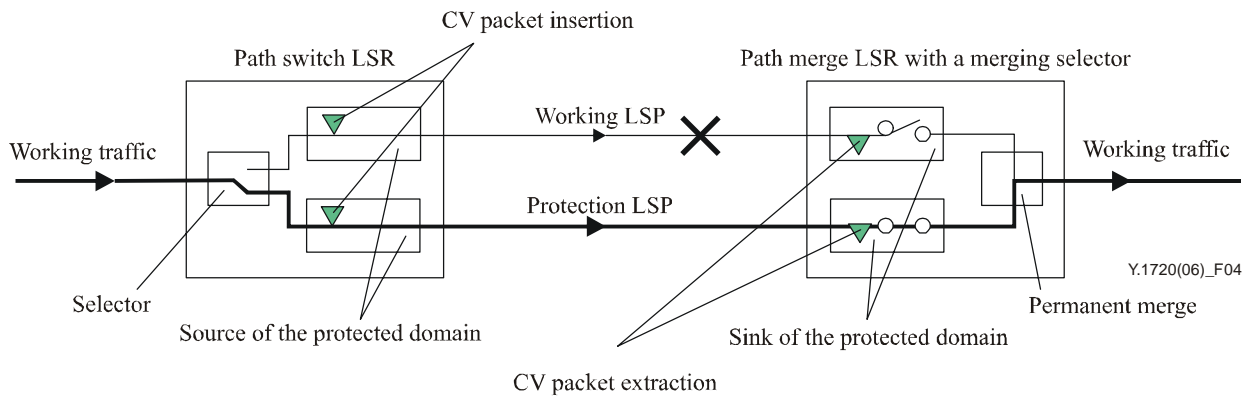 CV packet insertion
Path switch LSR
Path merge LSR with a merging selector
Working LSP
Working traffic
Working traffic
Protection LSP
Y.1720(06)_F04
Selector
Permanent merge
Source of the protected domain
Sink of the protected domain
CV packet extraction